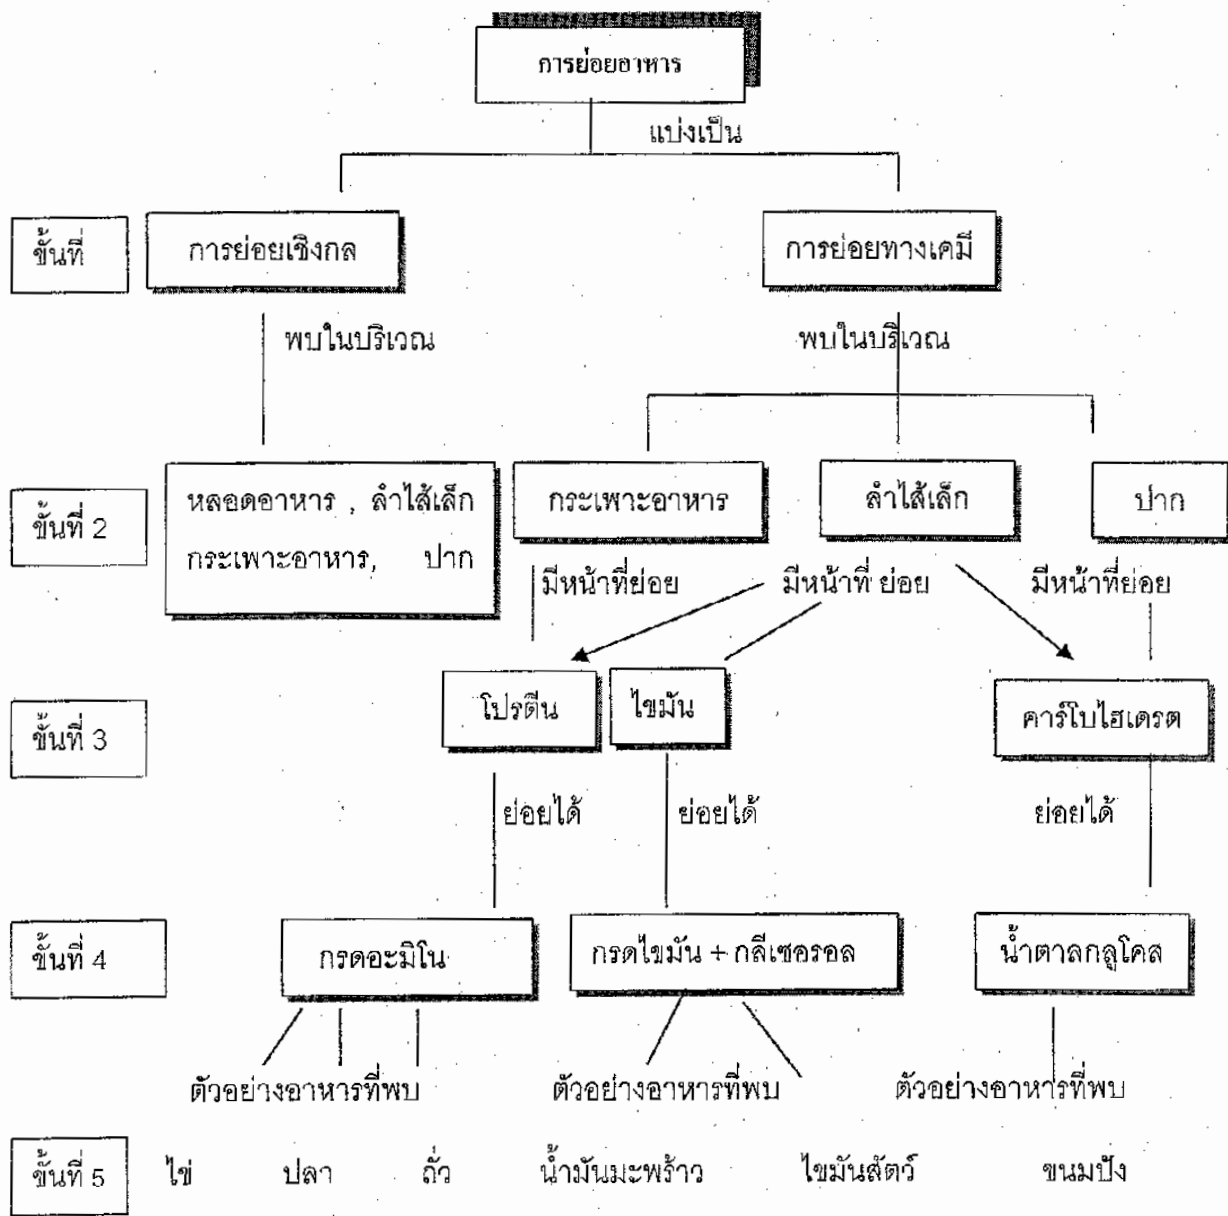 การย่อยอาหาร
แบ่งเป็น
ขั้นที่
การย่อยเชิงกล
การย่อยทางเคมี
พบในบริเวณ
พบในบริเวณ
ขั้นที่ 2
หลอดอาหาร , ลำไส้เล็ก
กระเพาะอาหาร, ปาก
กระเพาะอาหาร
ลำไส้เล็ก
ปาก
มีหน้าที่ย่อย
มีหน้าที่ ย่อย
มีหน้าที่ย่อย
ขั้นที่ 3
โปรตีน
ไขมัน
คาร์โบไฮเดรต
ย่อยได้
ย่อยได้
ย่อยได้
ขั้นที่ 4
กรดอะมิโน
กรดไขมัน + กลีเซอรอล
น้ำตาลกลูโคส
ตัวอย่างอาหารที่พบ
ตัวอย่างอาหารที่พบ
ตัวอย่างอาหารที่พบ
ขั้นที่ 5
ไข่
ปลา
ถั่ว
น้ำมันมะพร้าว
ไขมันสัตว์
ขนมปัง